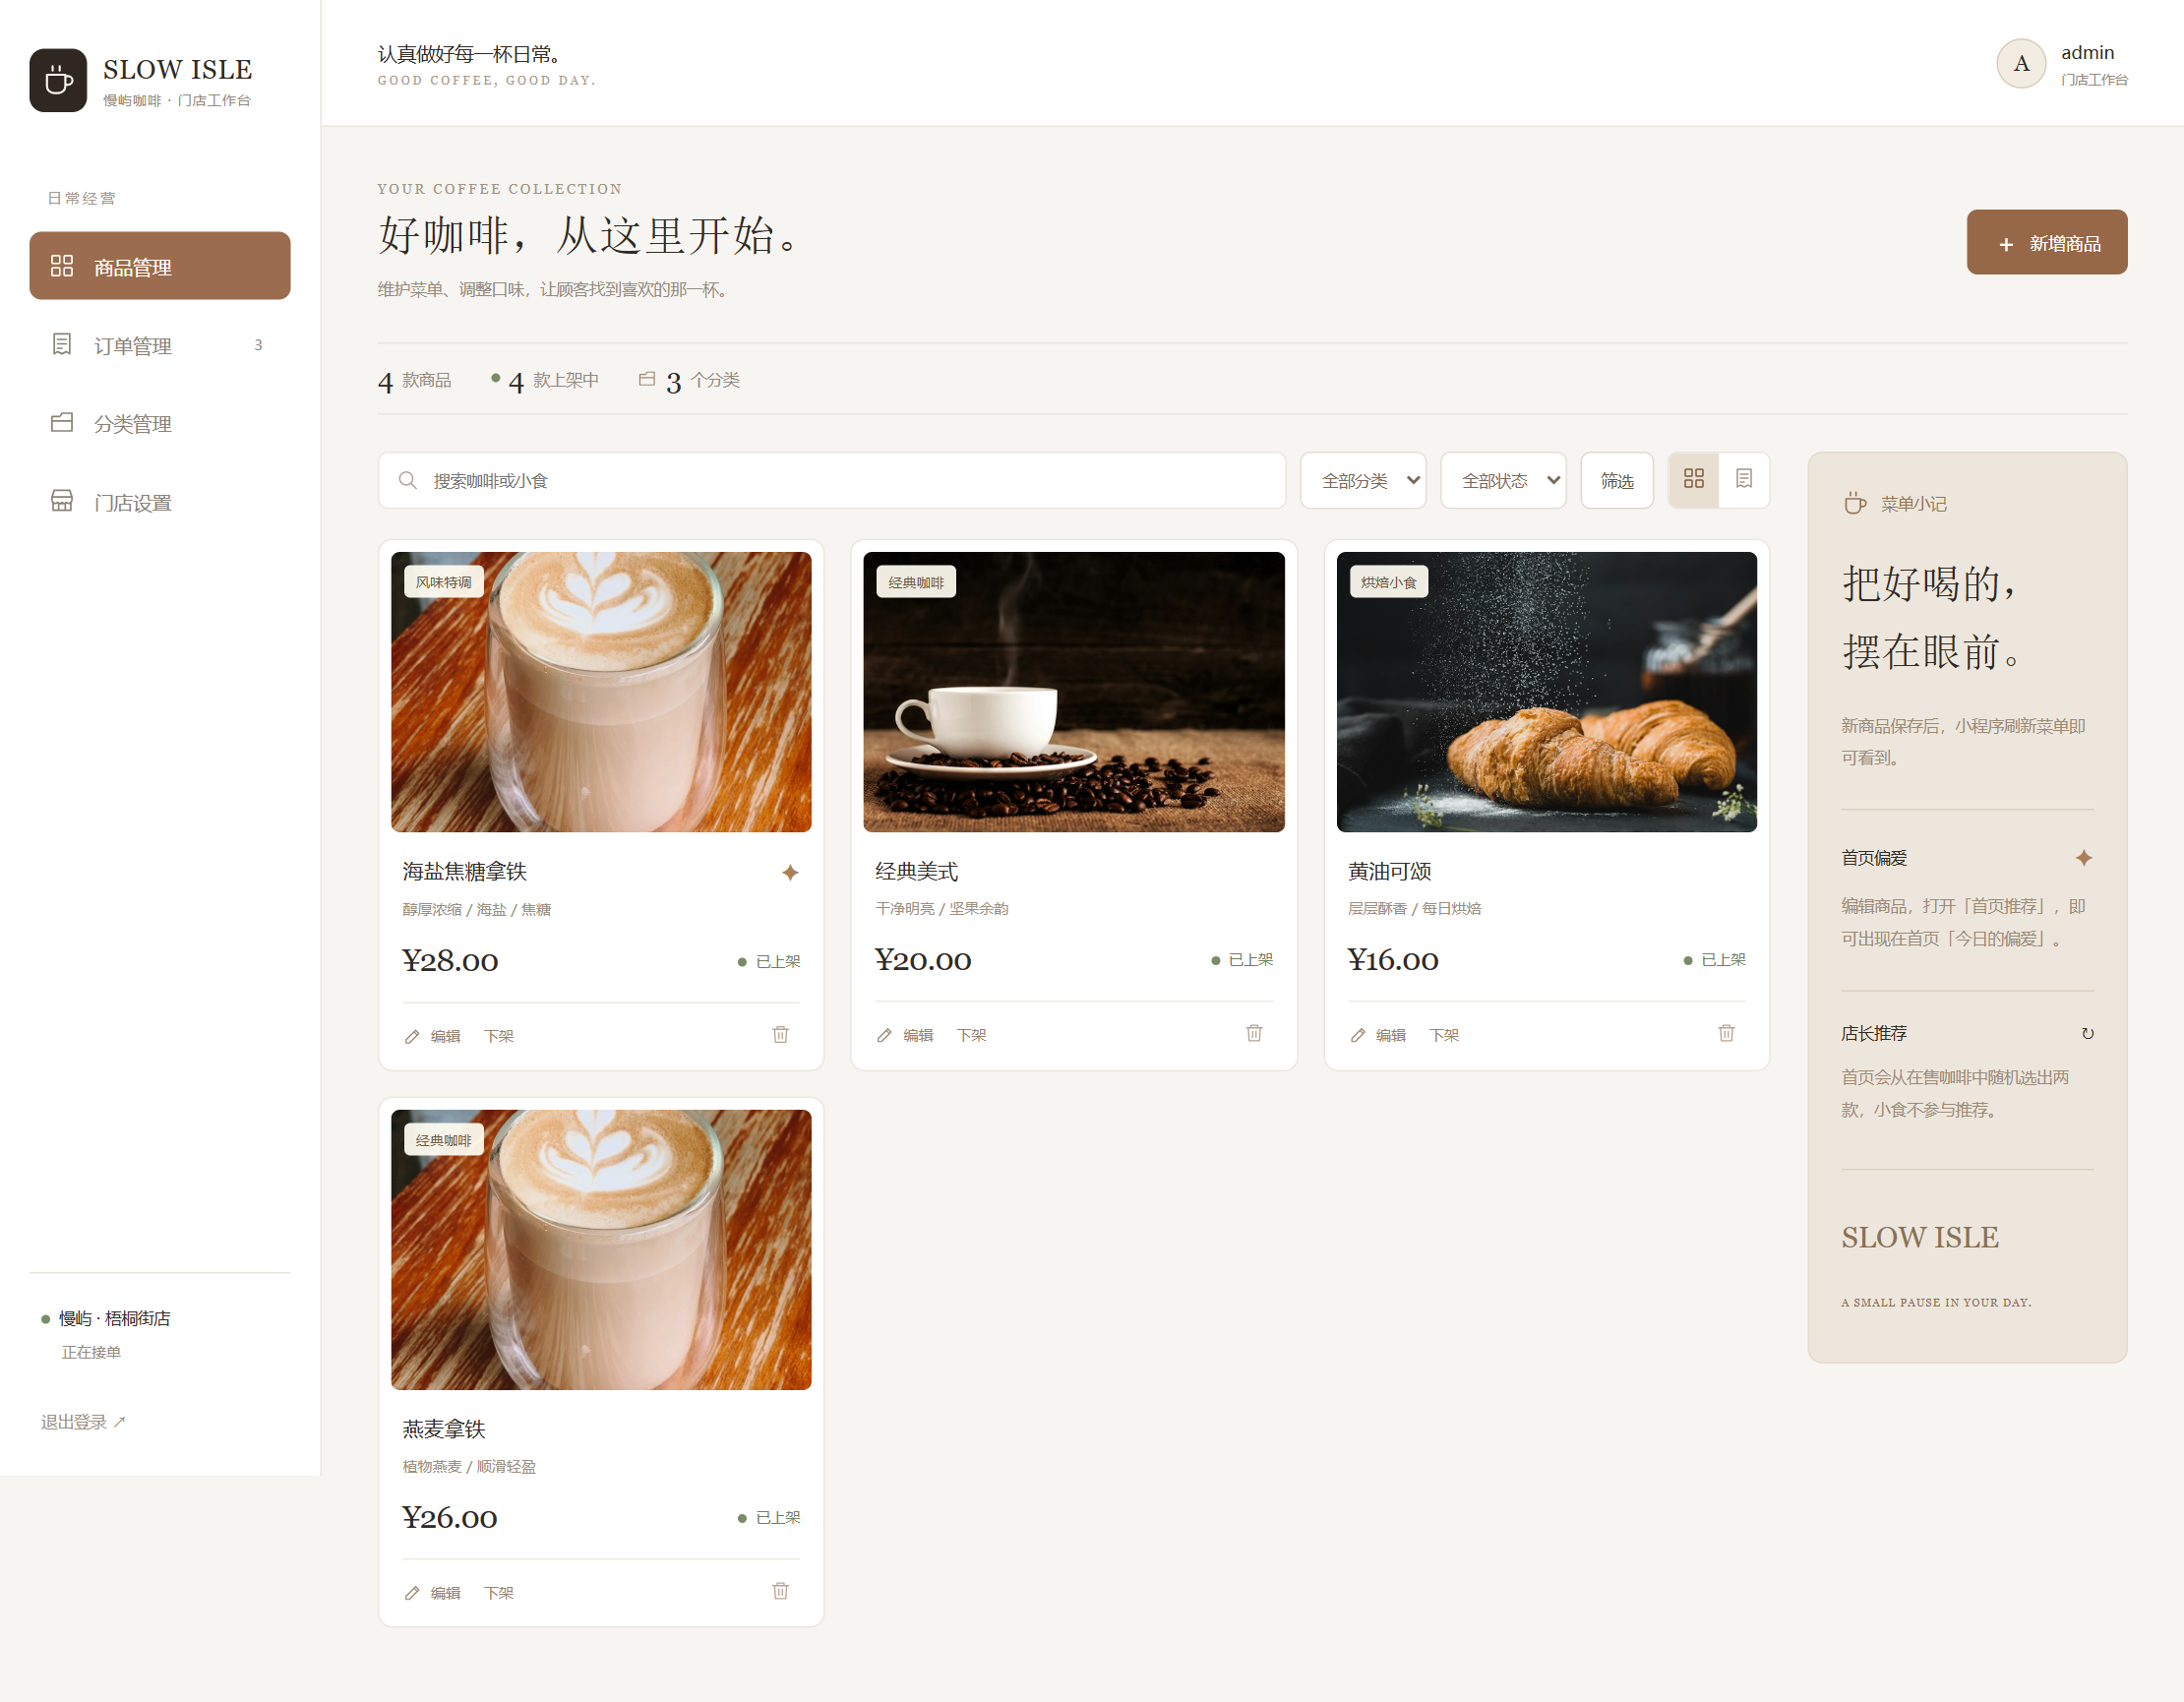 SLOW ISLE
慢屿咖啡 · 门店工作台
日常经营
商品管理
订单管理 3
分类管理
门店设置
慢屿 · 梧桐街店
正在接单
退出登录 ↗
认真做好每一杯日常。
GOOD COFFEE, GOOD DAY.
A
admin
门店工作台
YOUR COFFEE COLLECTION
好咖啡，从这里开始。
维护菜单、调整口味，让顾客找到喜欢的那一杯。
+ 新增商品
4 款商品 4 款上架中 3 个分类
搜索咖啡或小食 全部分类 全部状态 筛选
风味特调
海盐焦糖拿铁 ✦
醇厚浓缩 / 海盐 / 焦糖
¥28.00 已上架
编辑 下架
经典咖啡
经典美式
干净明亮 / 坚果余韵
¥20.00 已上架
编辑 下架
烘焙小食
黄油可颂
层层酥香 / 每日烘焙
¥16.00 已上架
编辑 下架
经典咖啡
燕麦拿铁
植物燕麦 / 顺滑轻盈
¥26.00 已上架
编辑 下架
菜单小记
把好喝的，
摆在眼前。
新商品保存后，小程序刷新菜单即
可看到。
首页偏爱 ✦
编辑商品，打开「首页推荐」，即
可出现在首页「今日的偏爱」。
店长推荐 ↻
首页会从在售咖啡中随机选出两
款，小食不参与推荐。
SLOW ISLE
A SMALL PAUSE IN YOUR DAY.